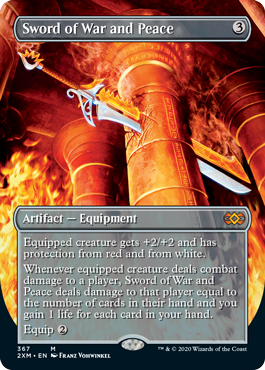 Sword of War and Peace 3
Artifact — Equipment
Equipped creature gets +2/+2 and has
protection from red and from white.
Whenever equipped creature deals combat
damage to a player, Sword of War and
Peace deals damage to that player equal to
the number of cards in their hand and you
gain 1 life for each card in your hand.
Equip 2
367 M
2XM • EN Franz Vohwinkel
™ & © 2020 Wizards of the Coast